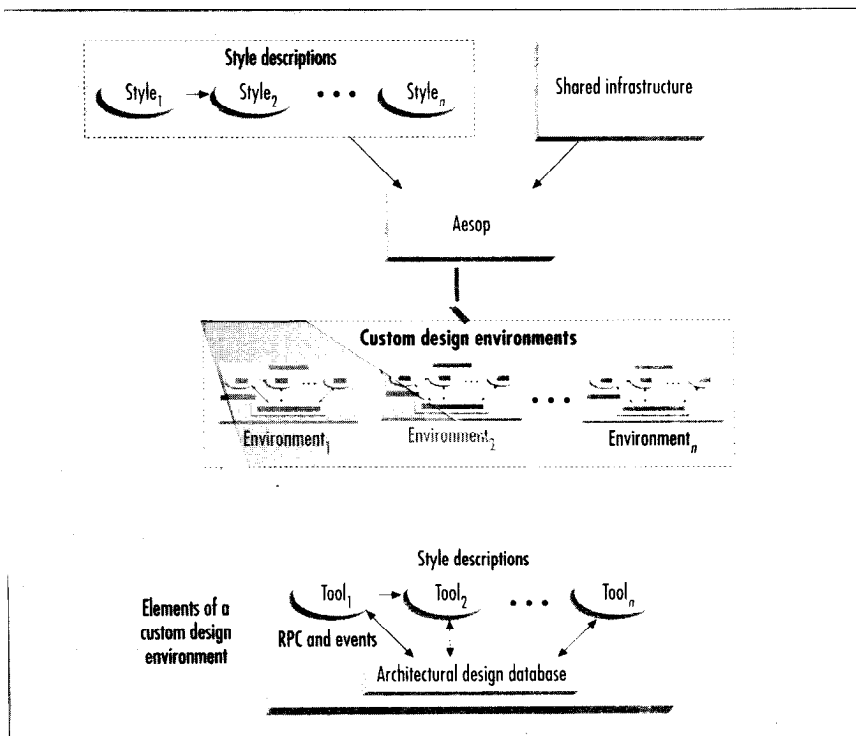 Style descriptions
Style1 Style2 • • • Stylen
Shared infrastructure
Aesop
Custom design environments
Environment1 Environment2 • • • Environmentn
Style descriptions
Tool1 Tool2 • • • Tooln
Elements of a
custom design
environment
RPC and events
Architectural design database